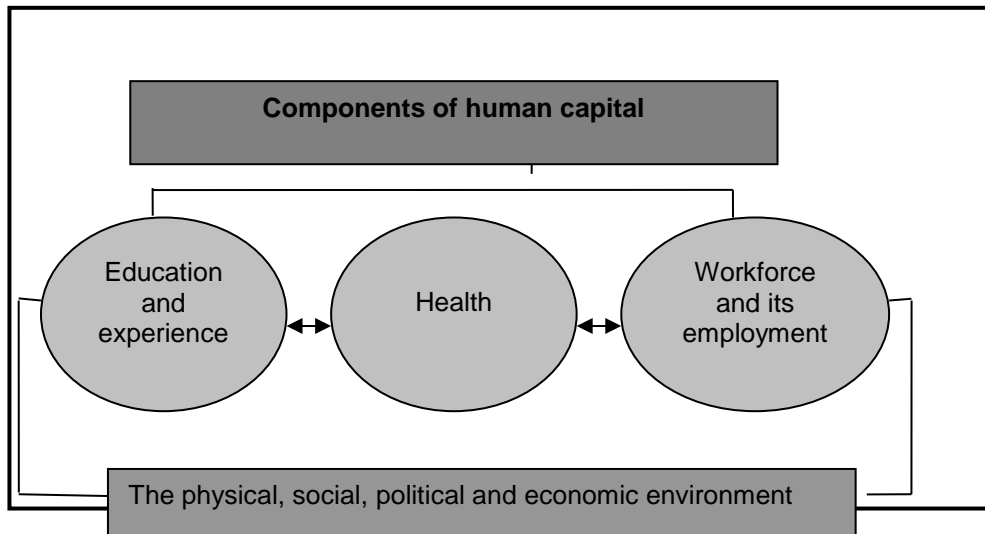 Components of human capital
Education
and
experience
Health
Workforce
and its
employment
The physical, social, political and economic environment